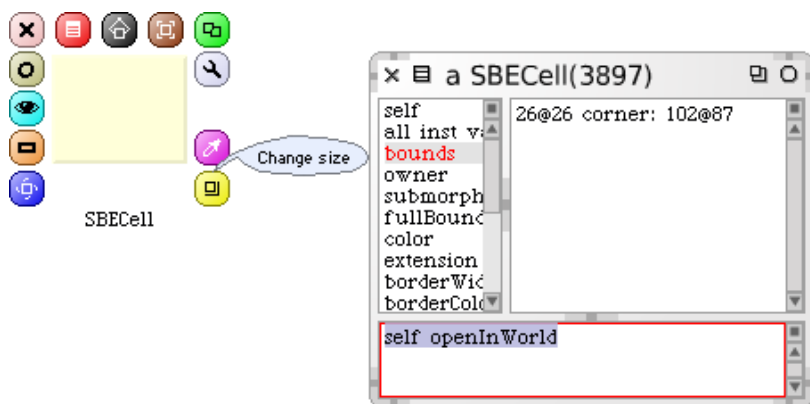 Change size
SBECell
a SBECell(3897)
self
all inst va
bounds
owner
submorph
fullBound
color
extension
borderWid
borderColo
26@26 corner: 102@87
self openInWorld